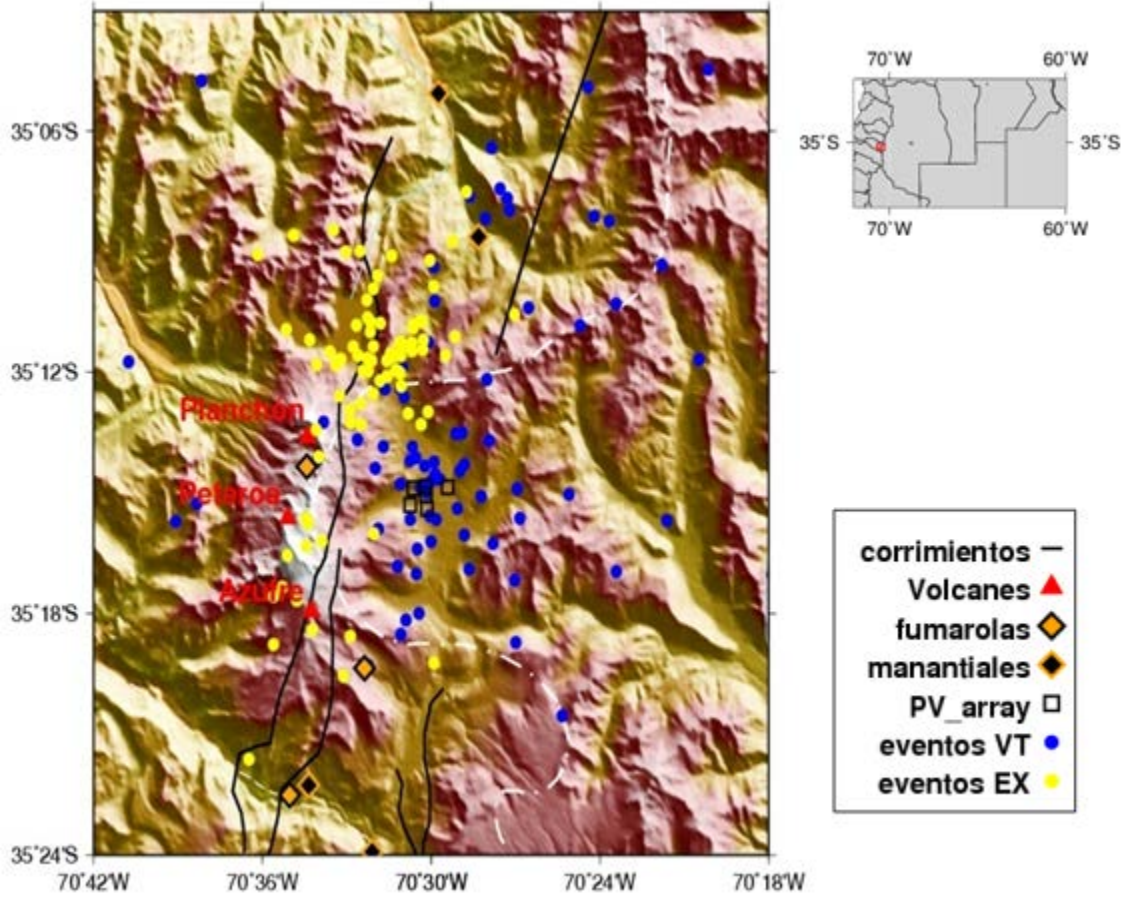 35°06'S
35°12'S
35°18'S
35°24'S
70°42'W
70°36'W
70°30'W
70°24'W
70°18'W
Planchón
Peteroa
Azufre
70°W
60°W
35°S
35°S
70°W
60°W
corrimientos
Volcanes
fumarolas
manantiales
PV_array
eventos VT
eventos EX